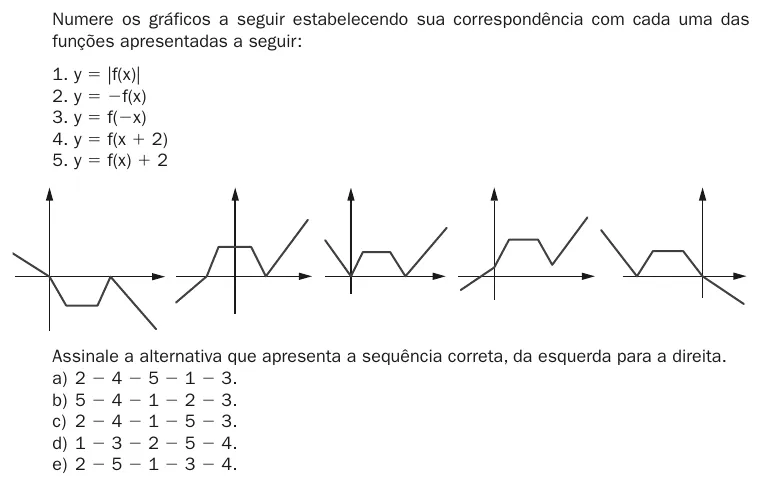 Numere os gráficos a seguir estabelecendo sua correspondência com cada uma das
funções apresentadas a seguir:
1. y = |f(x)|
2. y = −f(x)
3. y = f(−x)
4. y = f(x + 2)
5. y = f(x) + 2
Assinale a alternativa que apresenta a sequência correta, da esquerda para a direita.
a) 2 − 4 − 5 − 1 − 3.
b) 5 − 4 − 1 − 2 − 3.
c) 2 − 4 − 1 − 5 − 3.
d) 1 − 3 − 2 − 5 − 4.
e) 2 − 5 − 1 − 3 − 4.